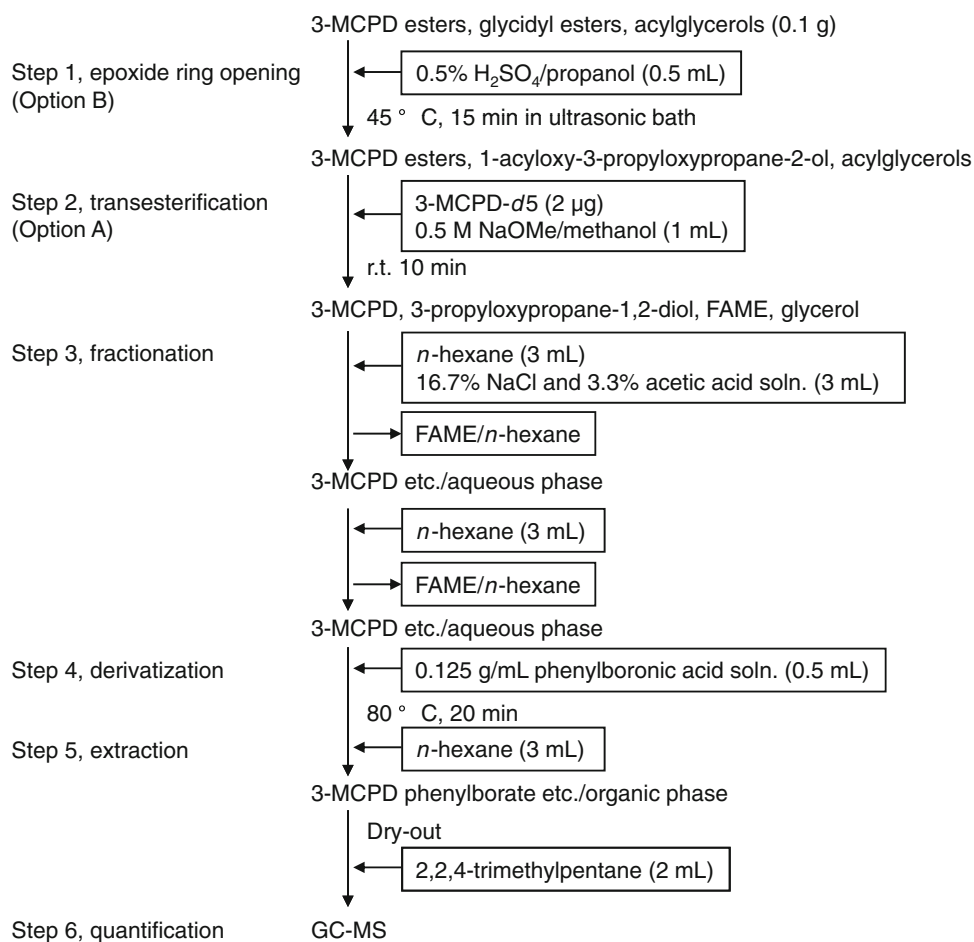 3-MCPD esters, glycidyl esters, acylglycerols (0.1 g)
Step 1, epoxide ring opening
(Option B)
0.5% H₂SO₄/propanol (0.5 mL)
45 ° C, 15 min in ultrasonic bath
3-MCPD esters, 1-acyloxy-3-propyloxypropane-2-ol, acylglycerols
Step 2, transesterification
(Option A)
3-MCPD-d5 (2 µg)
0.5 M NaOMe/methanol (1 mL)
r.t. 10 min
3-MCPD, 3-propyloxypropane-1,2-diol, FAME, glycerol
Step 3, fractionation
n-hexane (3 mL)
16.7% NaCl and 3.3% acetic acid soln. (3 mL)
FAME/n-hexane
3-MCPD etc./aqueous phase
n-hexane (3 mL)
FAME/n-hexane
3-MCPD etc./aqueous phase
Step 4, derivatization
0.125 g/mL phenylboronic acid soln. (0.5 mL)
80 ° C, 20 min
Step 5, extraction
n-hexane (3 mL)
3-MCPD phenylborate etc./organic phase
Dry-out
2,2,4-trimethylpentane (2 mL)
Step 6, quantification
GC-MS